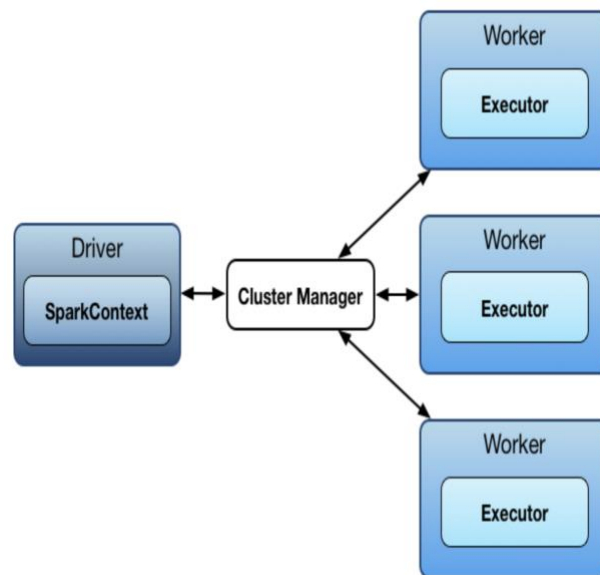 Worker
Executor
Driver
SparkContext
Cluster Manager
Worker
Executor
Worker
Executor